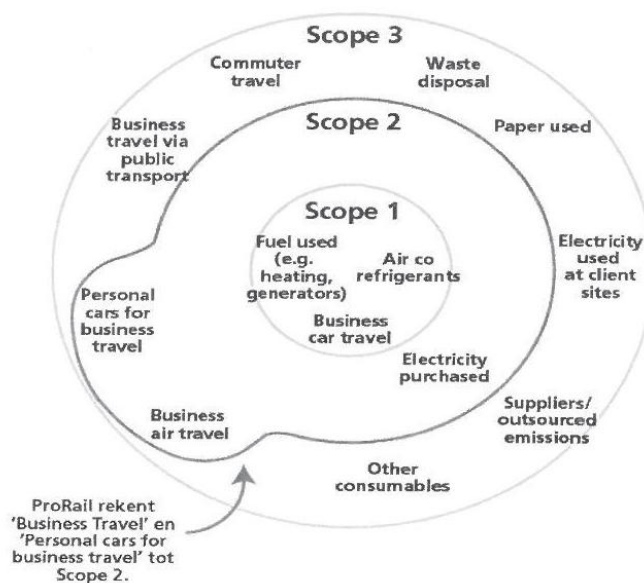 Scope 3
Commuter
travel
Waste
disposal
Business
travel via
public
transport
Scope 2
Paper used
Scope 1
Fuel used
(e.g.
heating,
generators)
Air co
refrigerants
Business
car travel
Electricity
used
at client
sites
Personal
cars for
business
travel
Electricity
purchased
Business
air travel
Suppliers/
outsourced
emissions
Other
consumables
ProRail rekent
'Business Travel' en
'Personal cars for
business travel' tot
Scope 2.